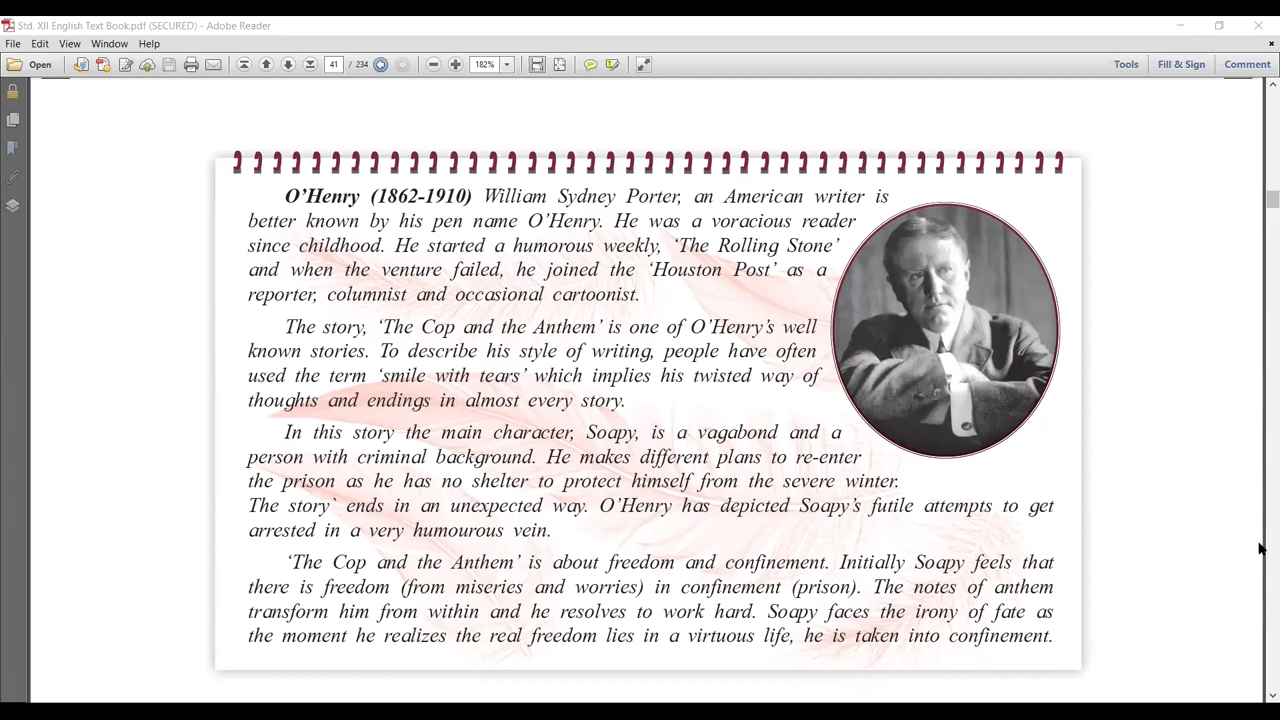 Std. XII English Text Book.pdf (SECURED) - Adobe Reader
File Edit View Window Help
Open 41 / 234 182% Tools Fill & Sign Comment
O'Henry (1862-1910) William Sydney Porter, an American writer is
better known by his pen name O'Henry. He was a voracious reader
since childhood. He started a humorous weekly, 'The Rolling Stone'
and when the venture failed, he joined the 'Houston Post' as a
reporter, columnist and occasional cartoonist.
The story, 'The Cop and the Anthem' is one of O'Henry's well
known stories. To describe his style of writing, people have often
used the term 'smile with tears' which implies his twisted way of
thoughts and endings in almost every story.
In this story the main character, Soapy, is a vagabond and a
person with criminal background. He makes different plans to re-enter
the prison as he has no shelter to protect himself from the severe winter.
The story` ends in an unexpected way. O'Henry has depicted Soapy's futile attempts to get
arrested in a very humourous vein.
'The Cop and the Anthem' is about freedom and confinement. Initially Soapy feels that
there is freedom (from miseries and worries) in confinement (prison). The notes of anthem
transform him from within and he resolves to work hard. Soapy faces the irony of fate as
the moment he realizes the real freedom lies in a virtuous life, he is taken into confinement.